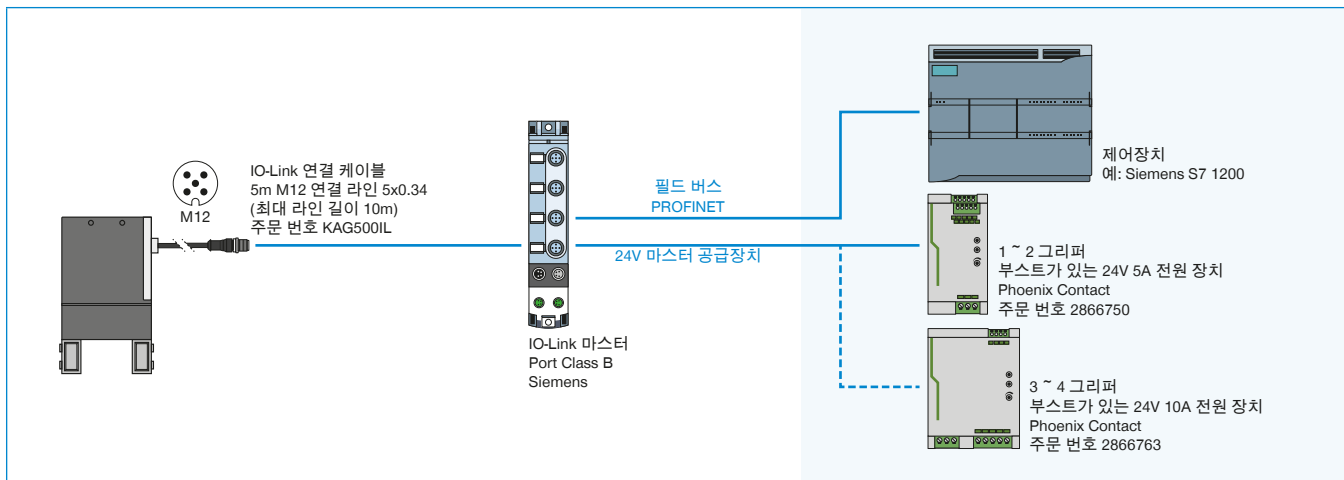 M12
IO-Link 연결 케이블
5m M12 연결 라인 5x0.34
(최대 라인 길이 10m)
주문 번호 KAG500IL
IO-Link 마스터
Port Class B
Siemens
필드 버스
PROFINET
24V 마스터 공급장치
제어장치
예: Siemens S7 1200
1 ~ 2 그리퍼
부스트가 있는 24V 5A 전원 장치
Phoenix Contact
주문 번호 2866750
3 ~ 4 그리퍼
부스트가 있는 24V 10A 전원 장치
Phoenix Contact
주문 번호 2866763